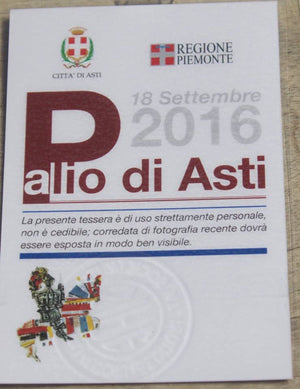 CITTA' DI ASTI
REGIONE
PIEMONTE
18 Settembre
2016
Palio di Asti
La presente tessera è di uso strettamente personale,
non è cedibile; corredata di fotografia recente dovrà
essere esposta in modo ben visibile.